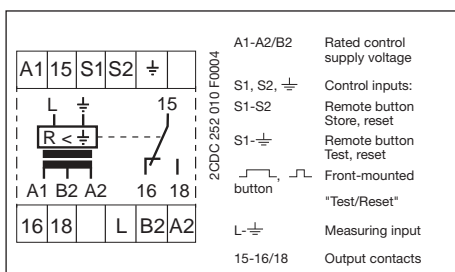 A1 15 S1 S2 ⏚
L ⏚ 15
R < ⏚
A1 B2 A2 16 18
16 18 L B2 A2
2CDC 252 010 F0004
A1-A2/B2 Rated control
supply voltage
S1, S2, ⏚ Control inputs:
S1-S2 Remote button
Store, reset
S1-⏚ Remote button
Test, reset
, Front-mounted
button
"Test/Reset"
L-⏚ Measuring input
15-16/18 Output contacts